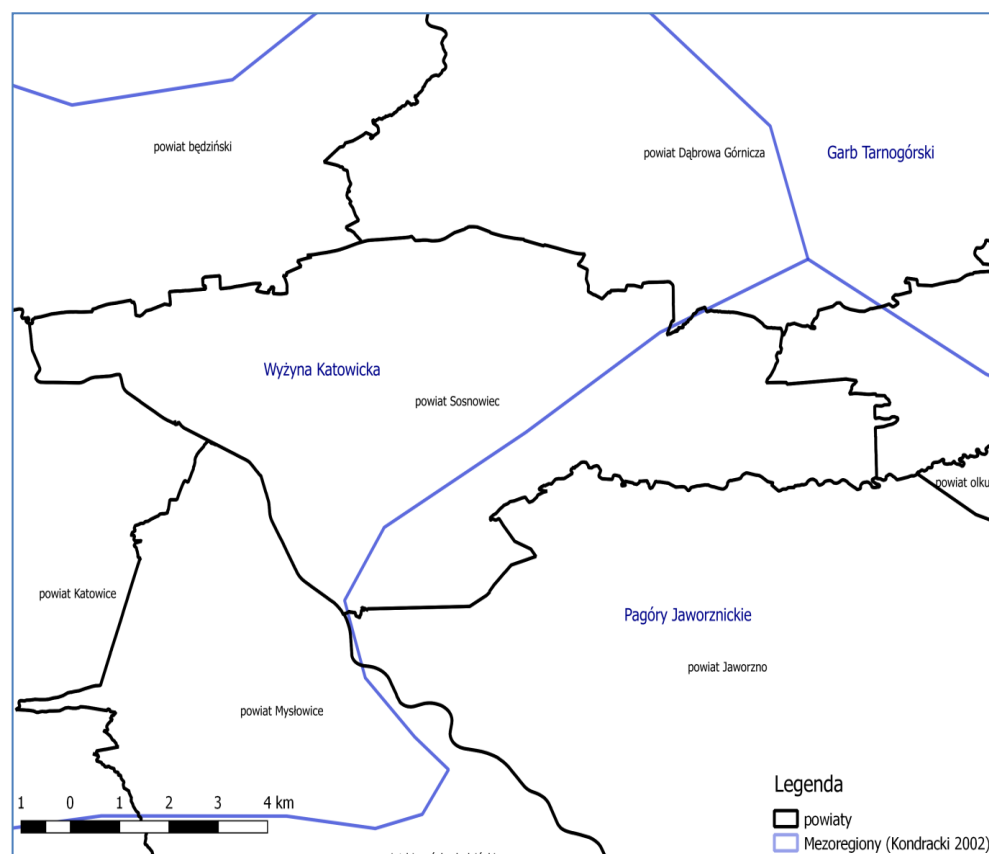 powiat będziński
powiat Dąbrowa Górnicza
Garb Tarnogórski
Wyżyna Katowicka
powiat Sosnowiec
powiat olku
powiat Katowice
Pagóry Jaworznickie
powiat Jaworzno
powiat Mysłowice
Legenda
1 0 1 2 3 4 km
powiaty
Mezoregiony (Kondracki 2002)